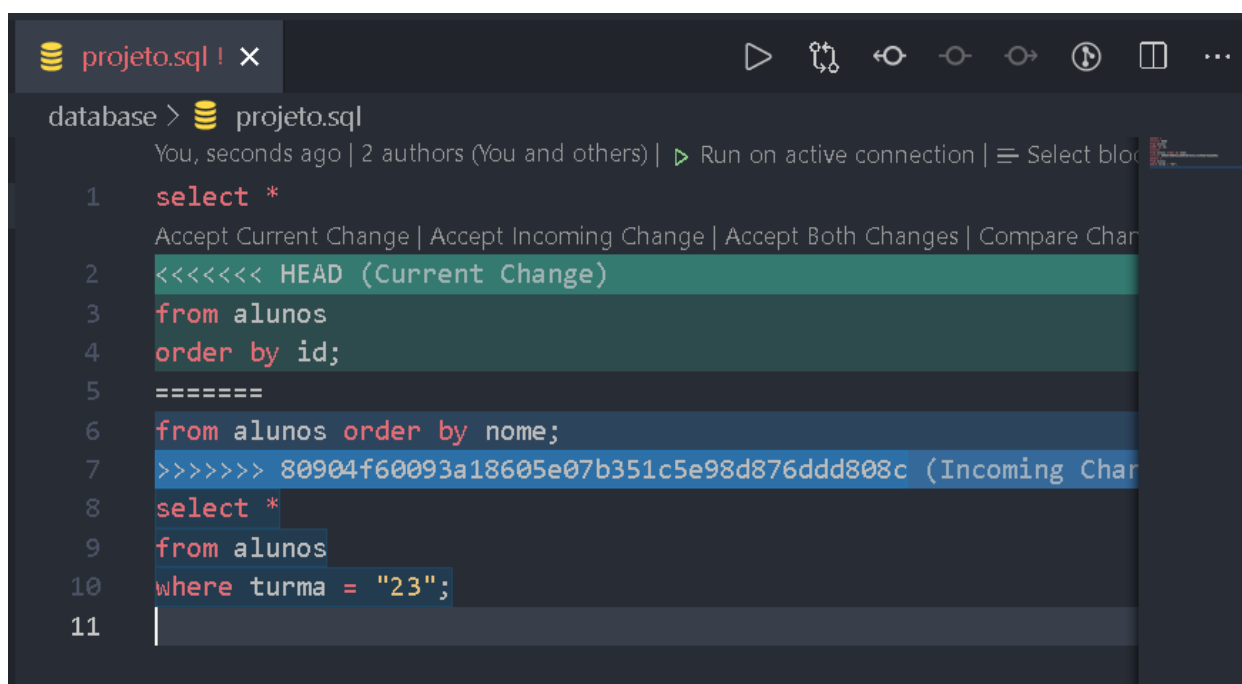 projeto.sql !
database > projeto.sql
You, seconds ago | 2 authors (You and others) | Run on active connection | Select bloc
1 select *
Accept Current Change | Accept Incoming Change | Accept Both Changes | Compare Char
2 <<<<<<< HEAD (Current Change)
3 from alunos
4 order by id;
5 =======
6 from alunos order by nome;
7 >>>>>>> 80904f60093a18605e07b351c5e98d876ddd808c (Incoming Char
8 select *
9 from alunos
10 where turma = "23";
11